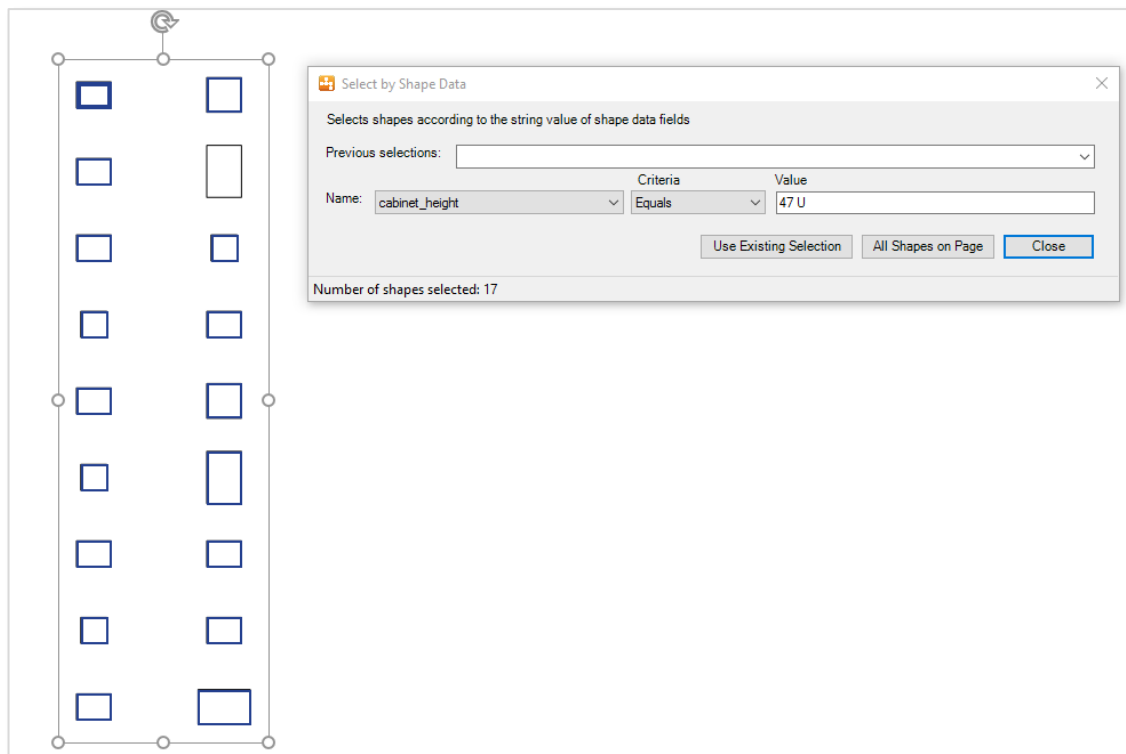 Select by Shape Data
Selects shapes according to the string value of shape data fields
Previous selections:
Criteria Value
Name: cabinet_height Equals 47 U
Use Existing Selection All Shapes on Page Close
Number of shapes selected: 17